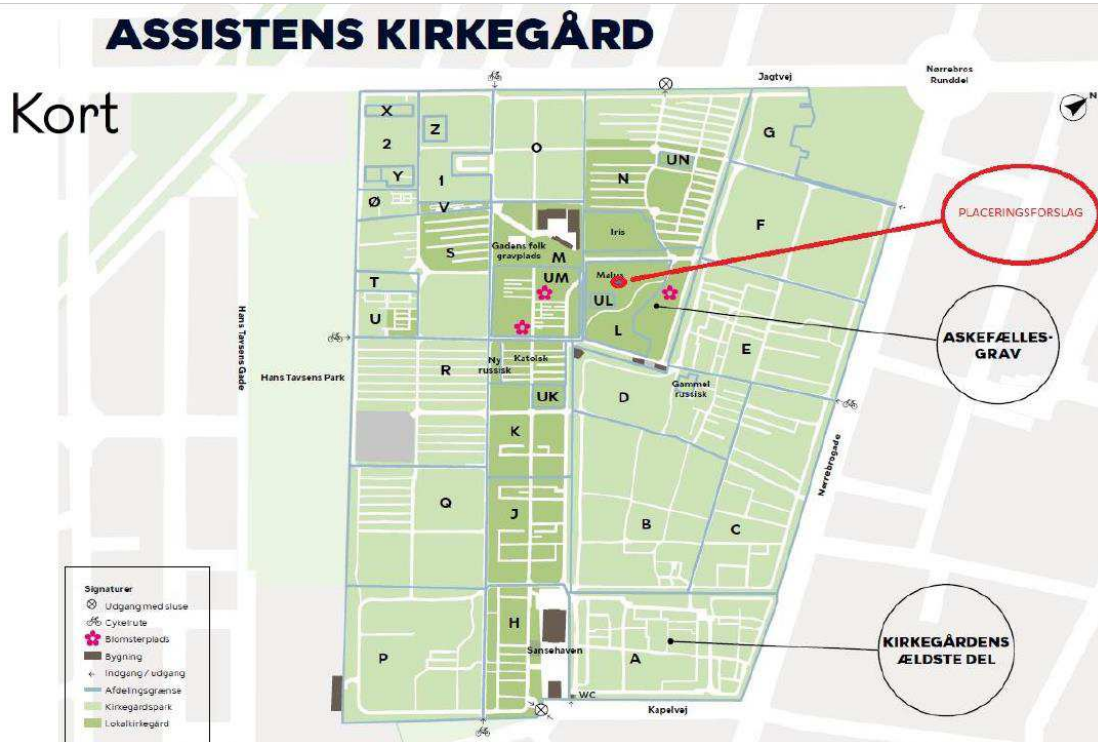 ASSISTENS KIRKEGÅRD
Kort
Nørrebros
Runddel
Jagtvej
N
X
Z
2
O
G
Y
1
UN
N
Ø
V
PLACERINGSFORSLAG
F
Iris
S
Gadens folk
gravplads
M
UM
Malus
T
UL
U
L
ASKEFÆLLES-
GRAV
E
Hans Tavsens Gade
Hans Tavsens Park
R
Ny
russisk
Katolsk
Gammel
russisk
D
UK
K
Nørrebrogade
Q
J
B
C
Signaturer
Udgang med sluse
Cykelrute
Blomsterplads
Bygning
Indgang / udgang
Afdelingsgrænse
Kirkegårdspark
Lokalkirkegård
H
Sansehaven
P
A
KIRKEGÅRDENS
ÆLDSTE DEL
WC
Kapelvej